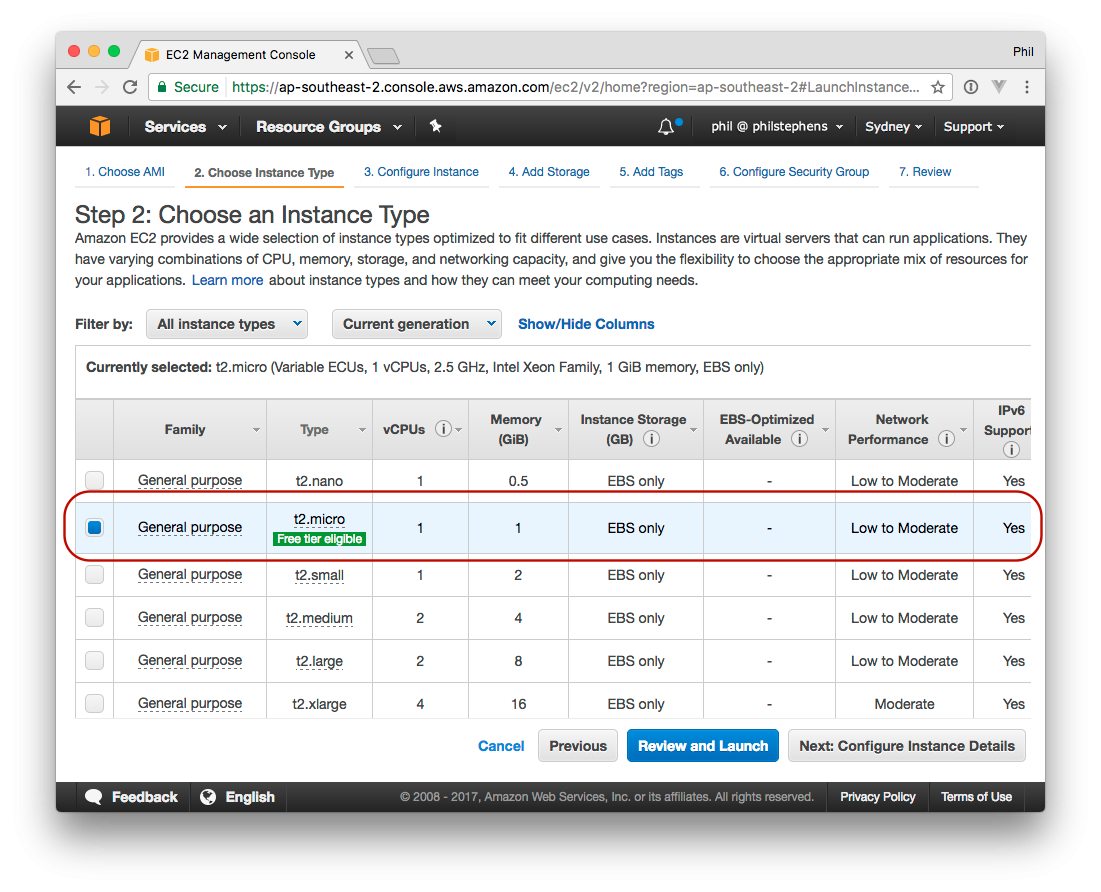 EC2 Management Console
Phil
Secure https://ap-southeast-2.console.aws.amazon.com/ec2/v2/home?region=ap-southeast-2#LaunchInstance...
Services Resource Groups phil @ philstephens Sydney Support
1. Choose AMI 2. Choose Instance Type 3. Configure Instance 4. Add Storage 5. Add Tags 6. Configure Security Group 7. Review
Step 2: Choose an Instance Type
Amazon EC2 provides a wide selection of instance types optimized to fit different use cases. Instances are virtual servers that can run applications. They
have varying combinations of CPU, memory, storage, and networking capacity, and give you the flexibility to choose the appropriate mix of resources for
your applications. Learn more about instance types and how they can meet your computing needs.
Filter by: All instance types Current generation Show/Hide Columns
Currently selected: t2.micro (Variable ECUs, 1 vCPUs, 2.5 GHz, Intel Xeon Family, 1 GiB memory, EBS only)
Family Type vCPUs Memory (GiB) Instance Storage (GB) EBS-Optimized Available Network Performance IPv6 Support
General purpose t2.nano 1 0.5 EBS only - Low to Moderate Yes
General purpose t2.micro Free tier eligible 1 1 EBS only - Low to Moderate Yes
General purpose t2.small 1 2 EBS only - Low to Moderate Yes
General purpose t2.medium 2 4 EBS only - Low to Moderate Yes
General purpose t2.large 2 8 EBS only - Low to Moderate Yes
General purpose t2.xlarge 4 16 EBS only - Moderate Yes
Cancel Previous Review and Launch Next: Configure Instance Details
Feedback English © 2008 - 2017, Amazon Web Services, Inc. or its affiliates. All rights reserved. Privacy Policy Terms of Use